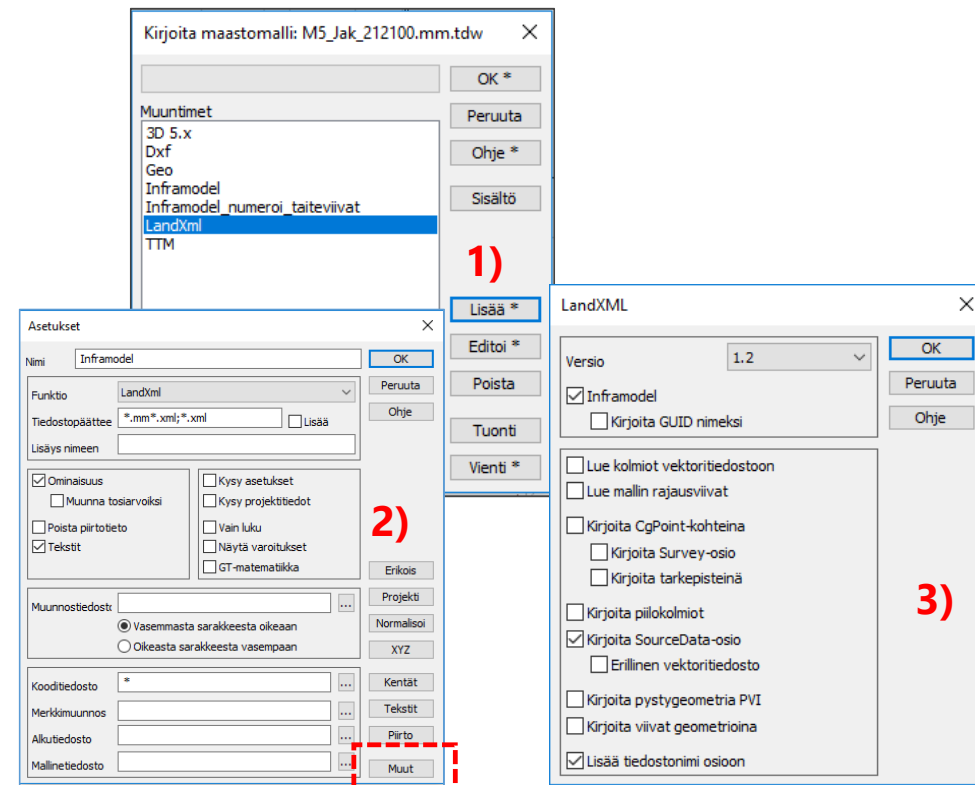 Kirjoita maastomalli: M5_Jak_212100.mm.tdw
OK *
Muuntimet
Peruuta
3D 5.x
Dxf
Ohje *
Geo
Inframodel
Sisältö
Inframodel_numeroi_taiteviivat
LandXml
TTM
1)
Lisää *
Editoi *
Poista
Tuonti
Vienti *
Asetukset
Nimi Inframodel OK
Funktio LandXml Peruuta
Tiedostopäättee *.mm*.xml;*.xml Lisää Ohje
Lisäys nimeen
Ominaisuus Kysy asetukset
Muunna tosiarvoiksi Kysy projektitiedot
Poista piirtotieto Vain luku
2)
Tekstit Näytä varoitukset
GT-matematiikka Erikois
Muunnostiedosto ... Projekti
Vasemmasta sarakkeesta oikeaan Normalisoi
Oikeasta sarakkeesta vasempaan XYZ
Kooditiedosto * ... Kentät
Merkkimuunnos ... Tekstit
Alkutiedosto ... Piirto
Mallinetiedosto ... Muut
LandXML
Versio 1.2 OK
Inframodel Peruuta
Kirjoita GUID nimeksi Ohje
Lue kolmiot vektoritiedostoon
Lue mallin rajausviivat
Kirjoita CgPoint-kohteina
Kirjoita Survey-osio
Kirjoita tarkepisteinä
3)
Kirjoita piilokolmiot
Kirjoita SourceData-osio
Erillinen vektoritiedosto
Kirjoita pystygeometria PVI
Kirjoita viivat geometrioina
Lisää tiedostonimi osioon